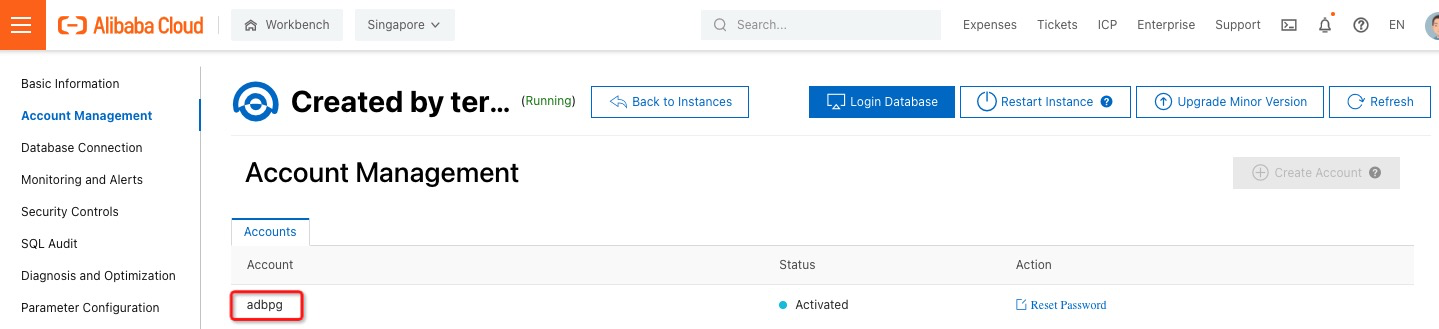 Alibaba Cloud Workbench Singapore Search... Expenses Tickets ICP Enterprise Support EN
Basic Information
Account Management
Database Connection
Monitoring and Alerts
Security Controls
SQL Audit
Diagnosis and Optimization
Parameter Configuration
Created by ter... (Running) Back to Instances Login Database Restart Instance ? Upgrade Minor Version Refresh
Account Management Create Account ?
Accounts
Account Status Action
adbpg Activated Reset Password